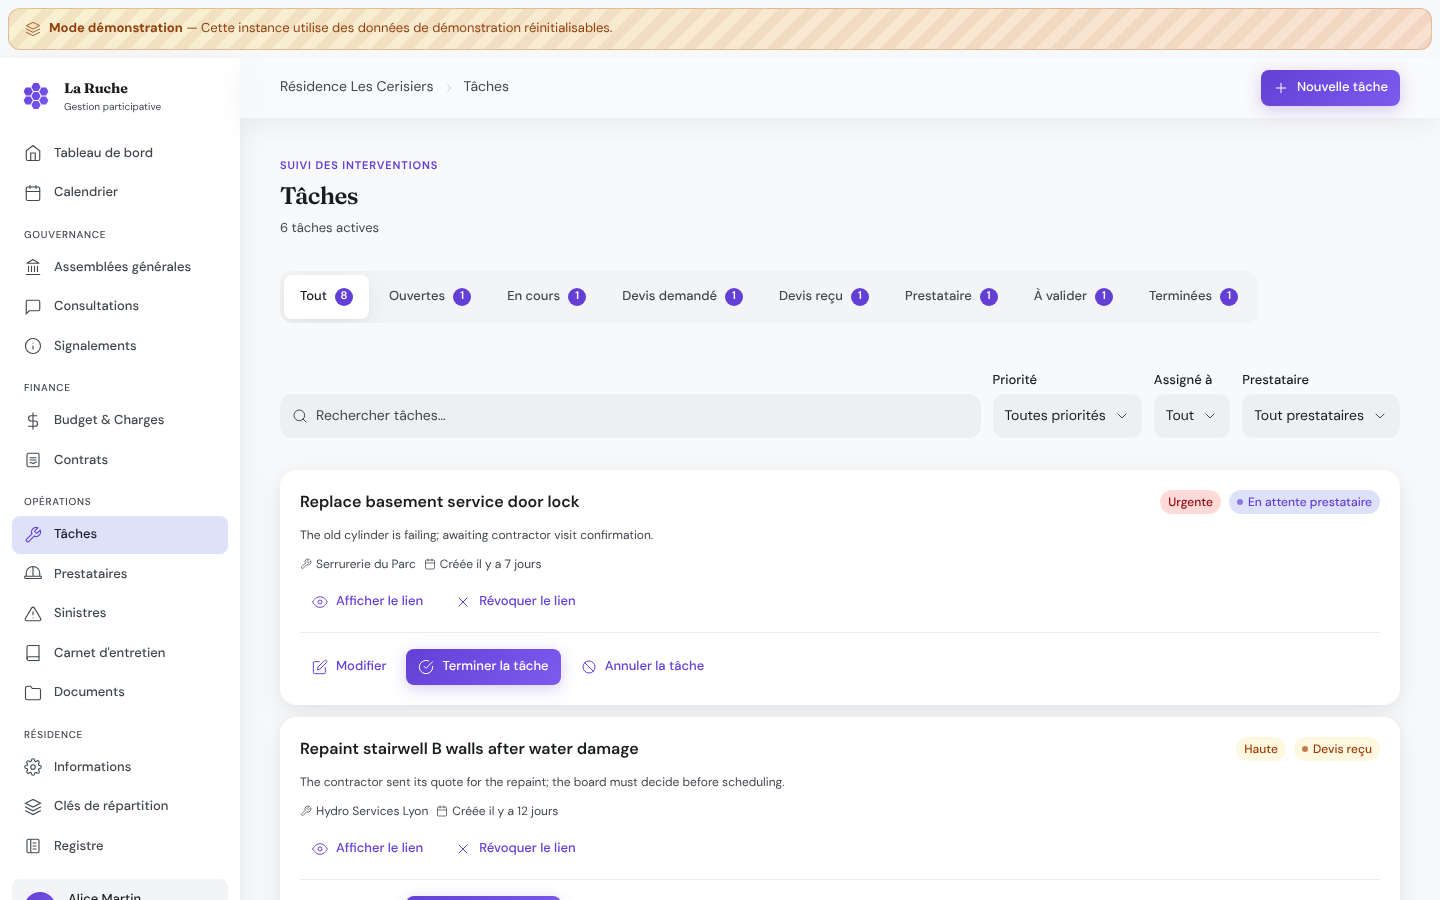 Mode démonstration — Cette instance utilise des données de démonstration réinitialisables.
La Ruche
Gestion participative
Tableau de bord
Calendrier
GOUVERNANCE
Assemblées générales
Consultations
Signalements
FINANCE
Budget & Charges
Contrats
OPÉRATIONS
Tâches
Prestataires
Sinistres
Carnet d'entretien
Documents
RÉSIDENCE
Informations
Clés de répartition
Registre
Alice Martin
Résidence Les Cerisiers > Tâches
Nouvelle tâche
SUIVI DES INTERVENTIONS
Tâches
6 tâches actives
Tout 8 Ouvertes 1 En cours 1 Devis demandé 1 Devis reçu 1 Prestataire 1 À valider 1 Terminées 1
Priorité Assigné à Prestataire
Rechercher tâches... Toutes priorités Tout Tout prestataires
Replace basement service door lock Urgente En attente prestataire
The old cylinder is failing; awaiting contractor visit confirmation.
Serrurerie du Parc Créée il y a 7 jours
Afficher le lien Révoquer le lien
Modifier Terminer la tâche Annuler la tâche
Repaint stairwell B walls after water damage Haute Devis reçu
The contractor sent its quote for the repaint; the board must decide before scheduling.
Hydro Services Lyon Créée il y a 12 jours
Afficher le lien Révoquer le lien